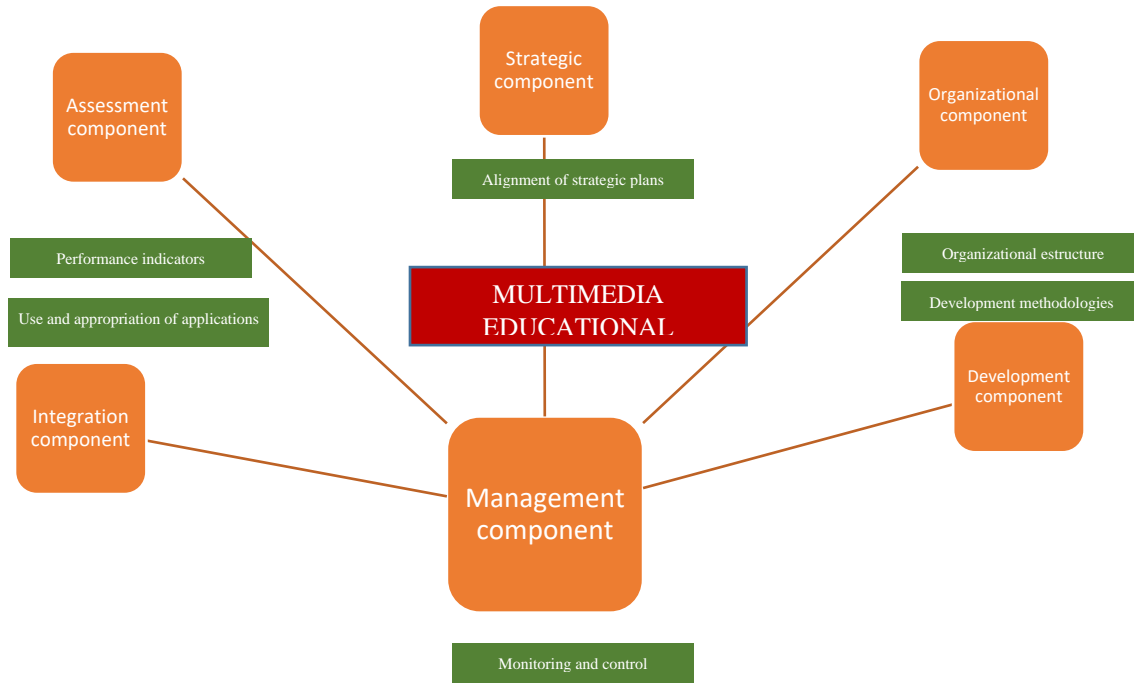 Strategic
component
Assessment
component
Organizational
component
Alignment of strategic plans
Performance indicators
Organizational estructure
MULTIMEDIA
EDUCATIONAL
Use and appropriation of applications
Development methodologies
Integration
component
Development
component
Management
component
Monitoring and control